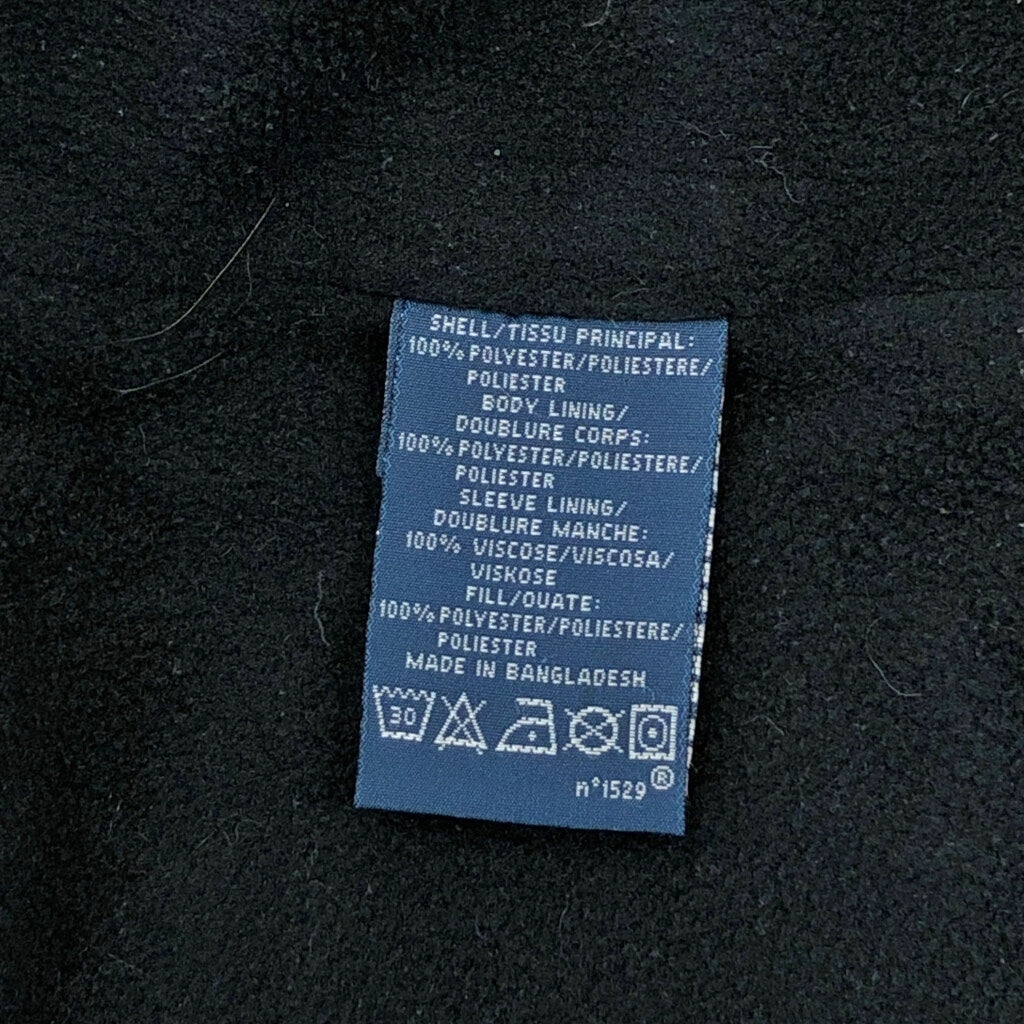 SHELL/TISSU PRINCIPAL:
100% POLYESTER/POLIESTERE/
POLIESTER
BODY LINING/
DOUBLURE CORPS:
100% POLYESTER/POLIESTERE/
POLIESTER
SLEEVE LINING/
DOUBLURE MANCHE:
100% VISCOSE/VISCOSA/
VISKOSE
FILL/OUATE:
100% POLYESTER/POLIESTERE/
POLIESTER
MADE IN BANGLADESH
30
n°1529 ®